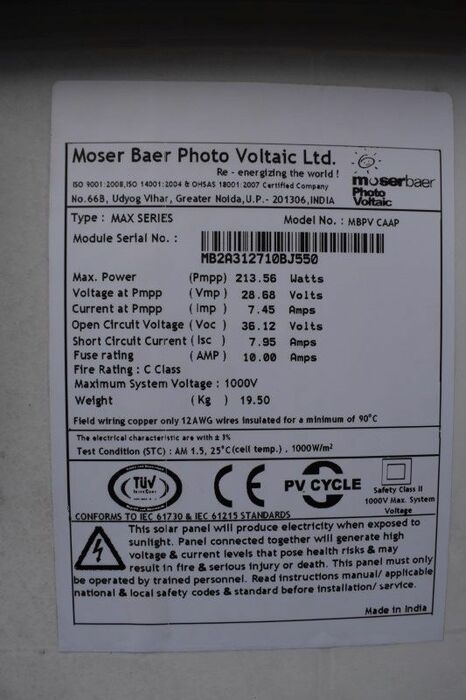 Moser Baer Photo Voltaic Ltd.
Re - energizing the world !
ISO 9001:2008,ISO 14001:2004 & OHSAS 18001:2007 Certified Company
No.66B, Udyog Vihar, Greater Noida,U.P.- 201306,INDIA
moserbaer
Photo
Voltaic
Type : MAX SERIES Model No. : MBPV CAAP
Module Serial No. :
MB2A312710BJ550
Max. Power (Pmpp) 213.56 Watts
Voltage at Pmpp (Vmp ) 28.68 Volts
Current at Pmpp ( Imp ) 7.45 Amps
Open Circuit Voltage ( Voc ) 36.12 Volts
Short Circuit Current ( Isc ) 7.95 Amps
Fuse rating ( AMP ) 10.00 Amps
Fire Rating : C Class
Maximum System Voltage : 1000V
Weight ( Kg ) 19.50
Field wiring copper only 12AWG wires insulated for a minimum of 90°C
The electrical characteristic are with ± 3%
Test Condition (STC) : AM 1.5, 25°C(cell temp) . 1000W/m²
TÜV
CE
PV CYCLE
Safety Class II
1000V Max. System
Voltage
CONFORMS TO IEC 61730 & IEC 61215 STANDARDS
This solar panel will produce electricity when exposed to
sunlight. Panel connected together will generate high
voltage & current levels that pose health risks & may
result in fire & serious injury or death. This panel must only
be operated by trained personnel. Read instructions manual/ applicable
national & local safety codes & standard before installation/ service.
Made in India